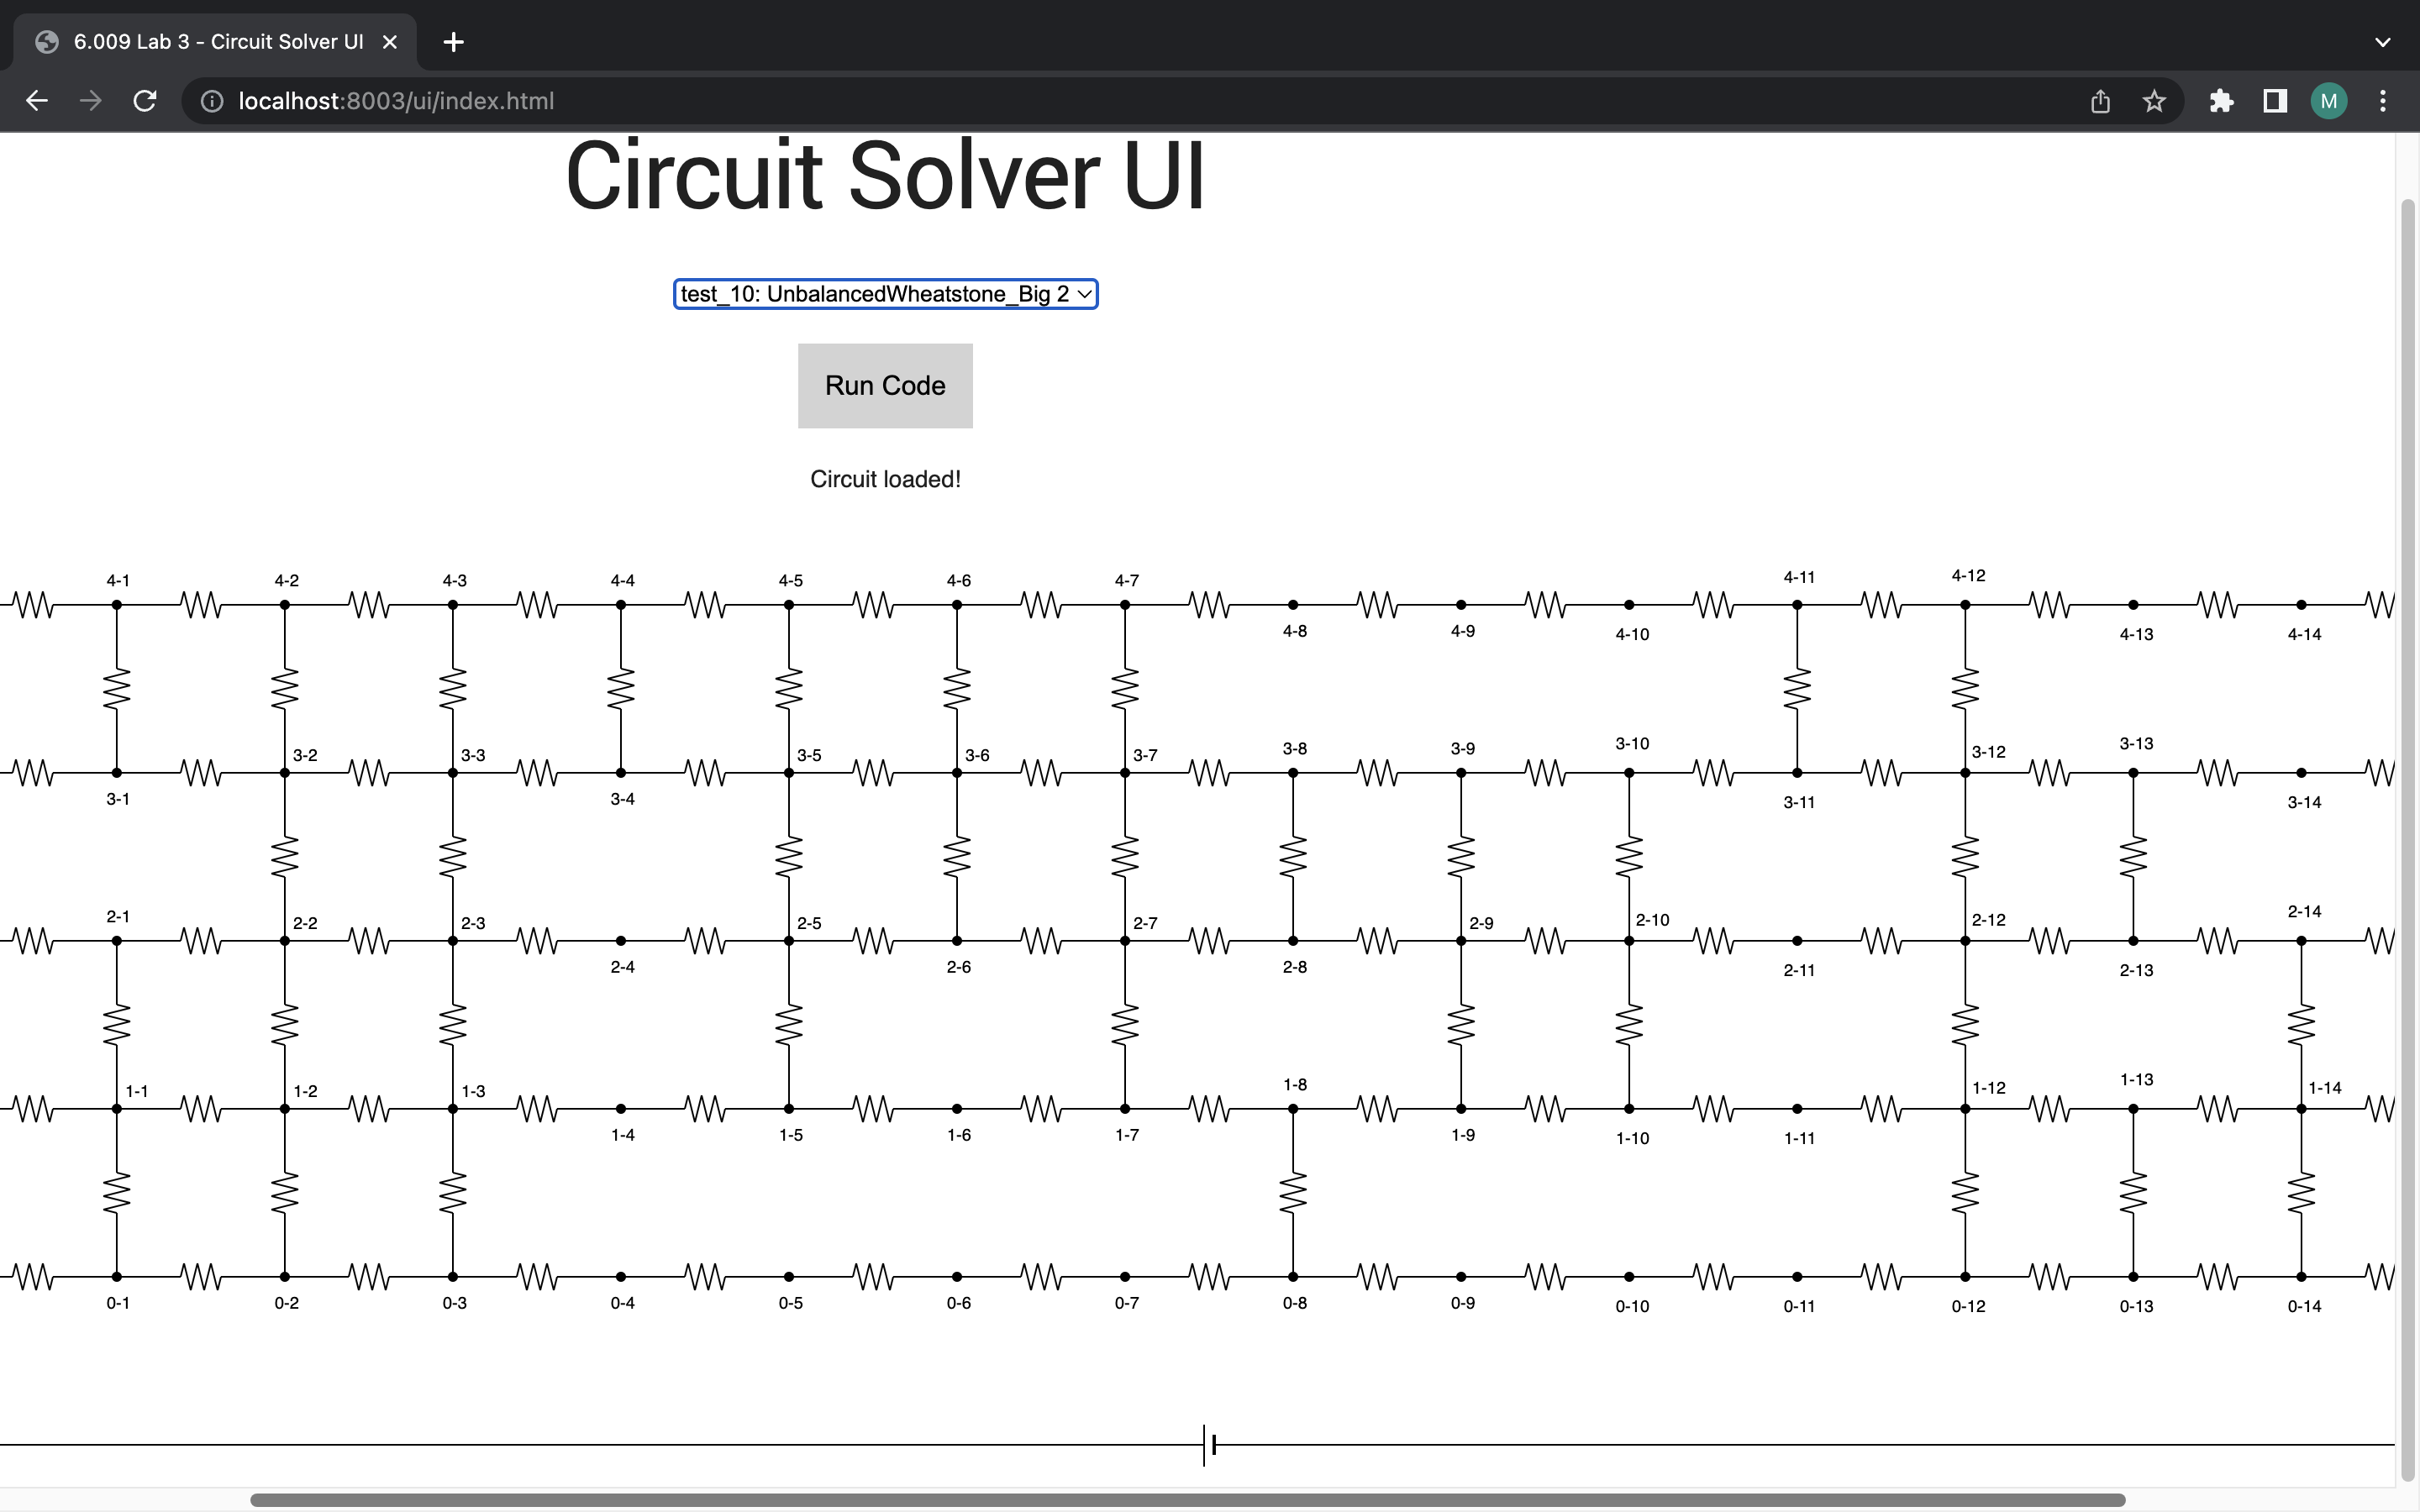 6.009 Lab 3 - Circuit Solver UI
localhost:8003/ui/index.html
M
Circuit Solver UI
test_10: UnbalancedWheatstone_Big 2
Run Code
Circuit loaded!
4-1 4-2 4-3 4-4 4-5 4-6 4-7 4-11 4-12
4-8 4-9 4-10 4-13 4-14
3-2 3-3 3-5 3-6 3-7 3-8 3-9 3-10 3-12 3-13
3-1 3-4 3-11 3-14
2-1 2-2 2-3 2-5 2-7 2-9 2-10 2-12 2-14
2-4 2-6 2-8 2-11 2-13
1-1 1-2 1-3 1-8 1-12 1-13 1-14
1-4 1-5 1-6 1-7 1-9 1-10 1-11
0-1 0-2 0-3 0-4 0-5 0-6 0-7 0-8 0-9 0-10 0-11 0-12 0-13 0-14